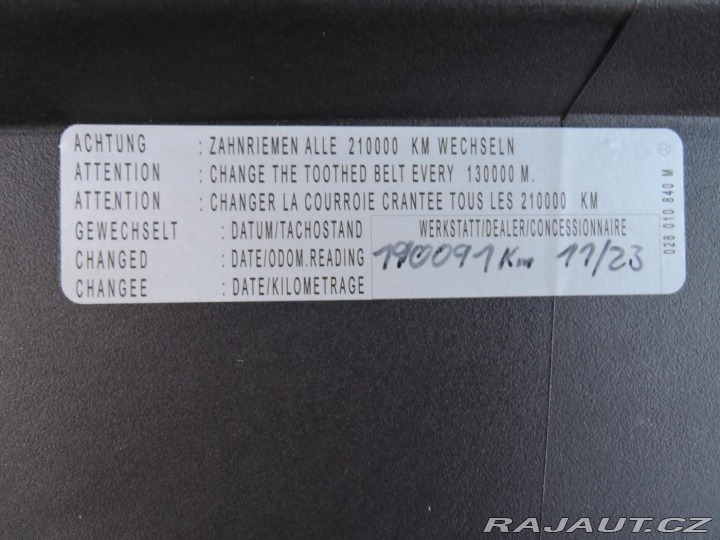 ACHTUNG : ZAHNRIEMEN ALLE 210000 KM WECHSELN
ATTENTION : CHANGE THE TOOTHED BELT EVERY 130000 M.
ATTENTION : CHANGER LA COURROIE CRANTEE TOUS LES 210000 KM
GEWECHSELT : DATUM/TACHOSTAND WERKSTATT/DEALER/CONCESSIONNAIRE
CHANGED : DATE/ODOM.READING 190091 Km 11/23
CHANGEE : DATE/KILOMETRAGE
028 010 840 M
RAJAUT.CZ